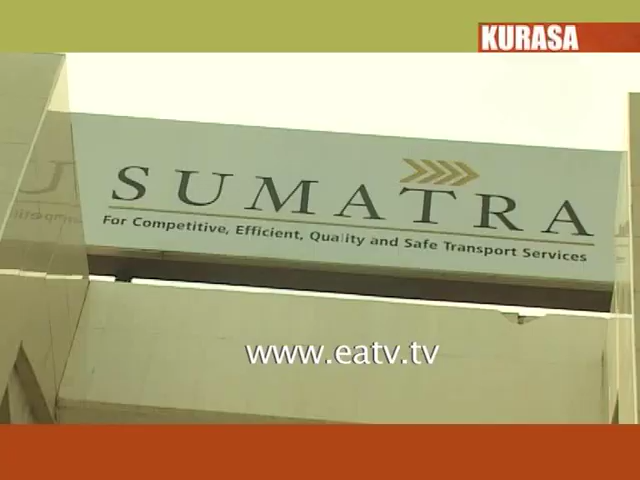 KURASA
SUMATRA
For Competitive, Efficient, Quality and Safe Transport Services
www.eatv.tv